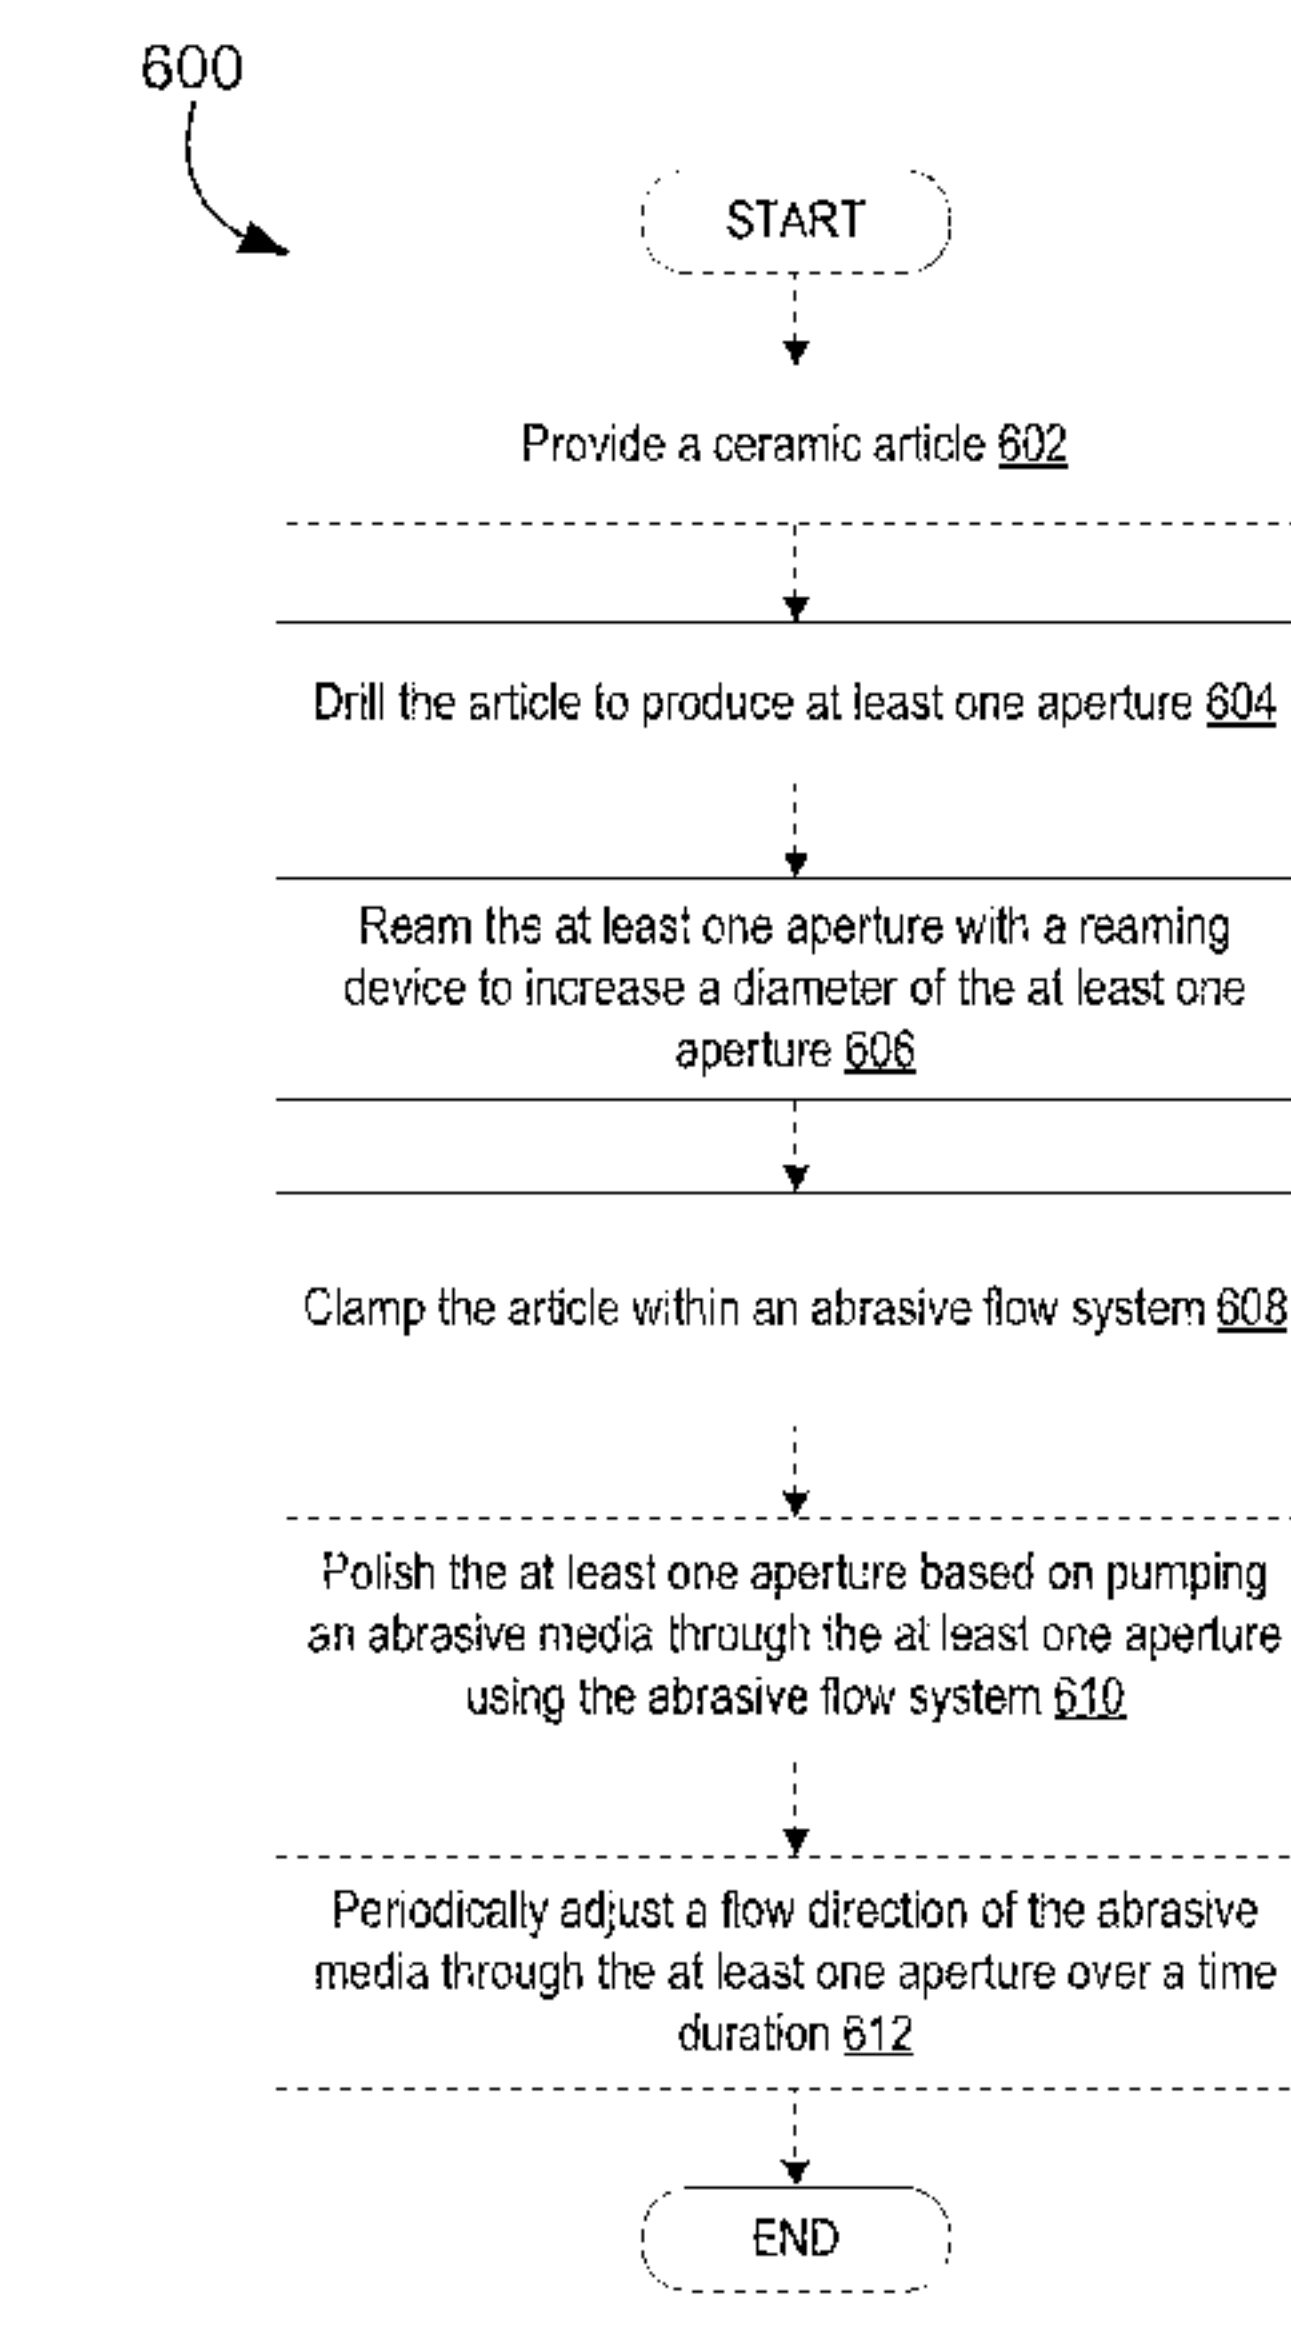 600
START
Provide a ceramic article 602
Drill the article to produce at least one aperture 604
Ream the at least one aperture with a reaming
device to increase a diameter of the at least one
aperture 606
Clamp the article within an abrasive flow system 608
Polish the at least one aperture based on pumping
an abrasive media through the at least one aperture
using the abrasive flow system 610
Periodically adjust a flow direction of the abrasive
media through the at least one aperture over a time
duration 612
END